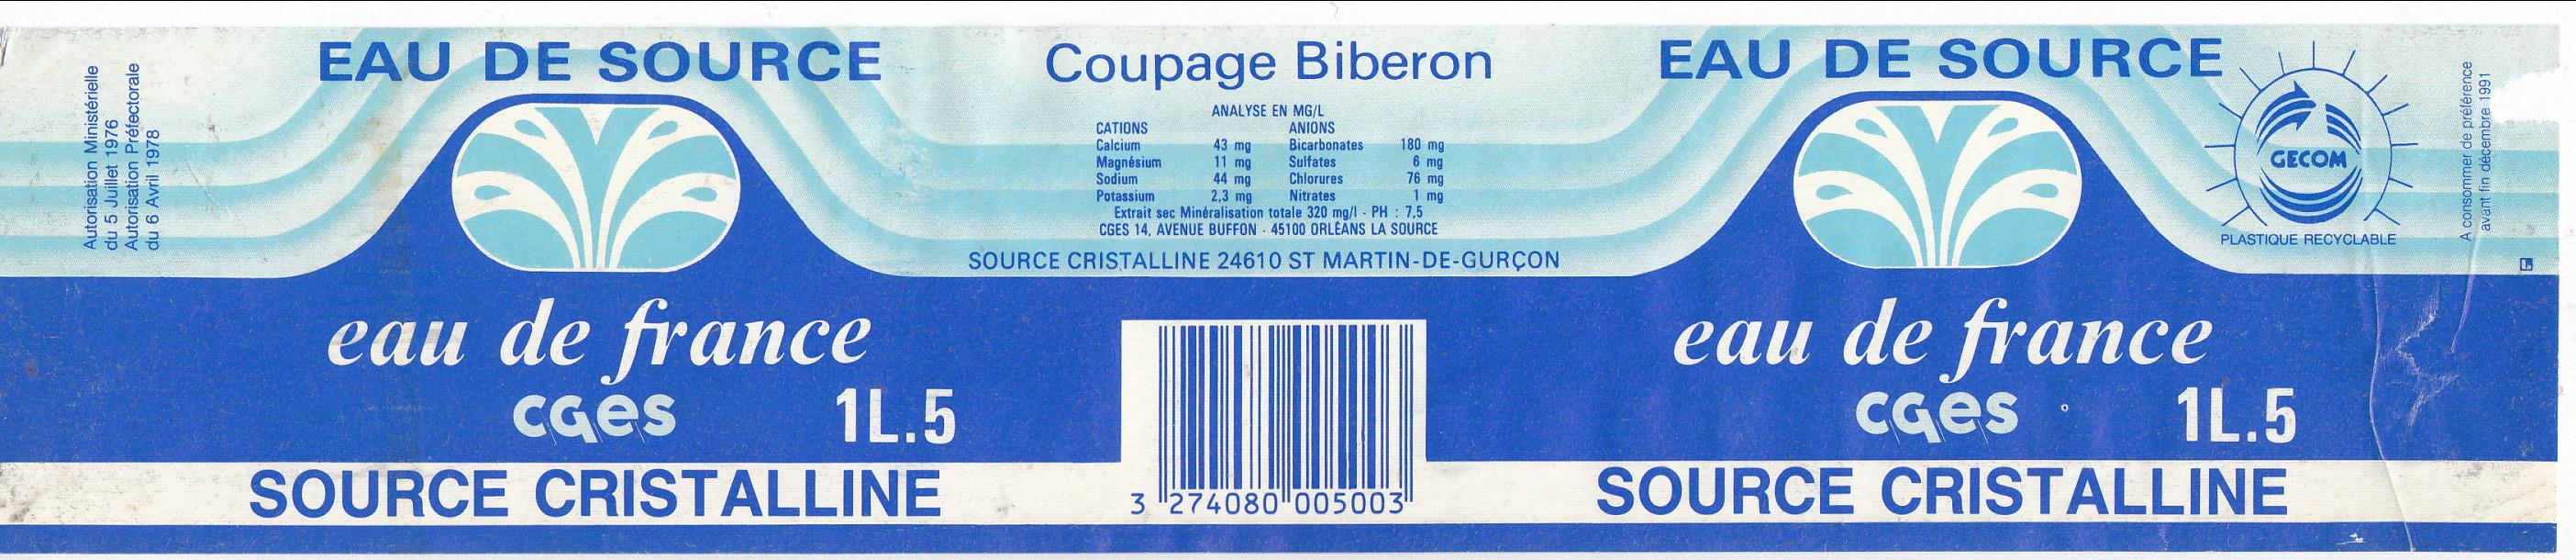 Autorisation Ministérielle
du 5 Juillet 1976
Autorisation Préfectorale
du 6 Avril 1978
EAU DE SOURCE
eau de france
cges 1L.5
SOURCE CRISTALLINE
Coupage Biberon
ANALYSE EN MG/L
CATIONS ANIONS
Calcium 43 mg Bicarbonates 180 mg
Magnésium 11 mg Sulfates 6 mg
Sodium 44 mg Chlorures 76 mg
Potassium 2,3 mg Nitrates 1 mg
Extrait sec Minéralisation totale 320 mg/l - PH : 7,5
CGES 14, AVENUE BUFFON - 45100 ORLÉANS LA SOURCE
SOURCE CRISTALLINE 24610 ST MARTIN-DE-GURÇON
3 274080 005003
EAU DE SOURCE
eau de france
cges 1L.5
SOURCE CRISTALLINE
GECOM
PLASTIQUE RECYCLABLE
A consommer de préférence
avant fin décembre 1991